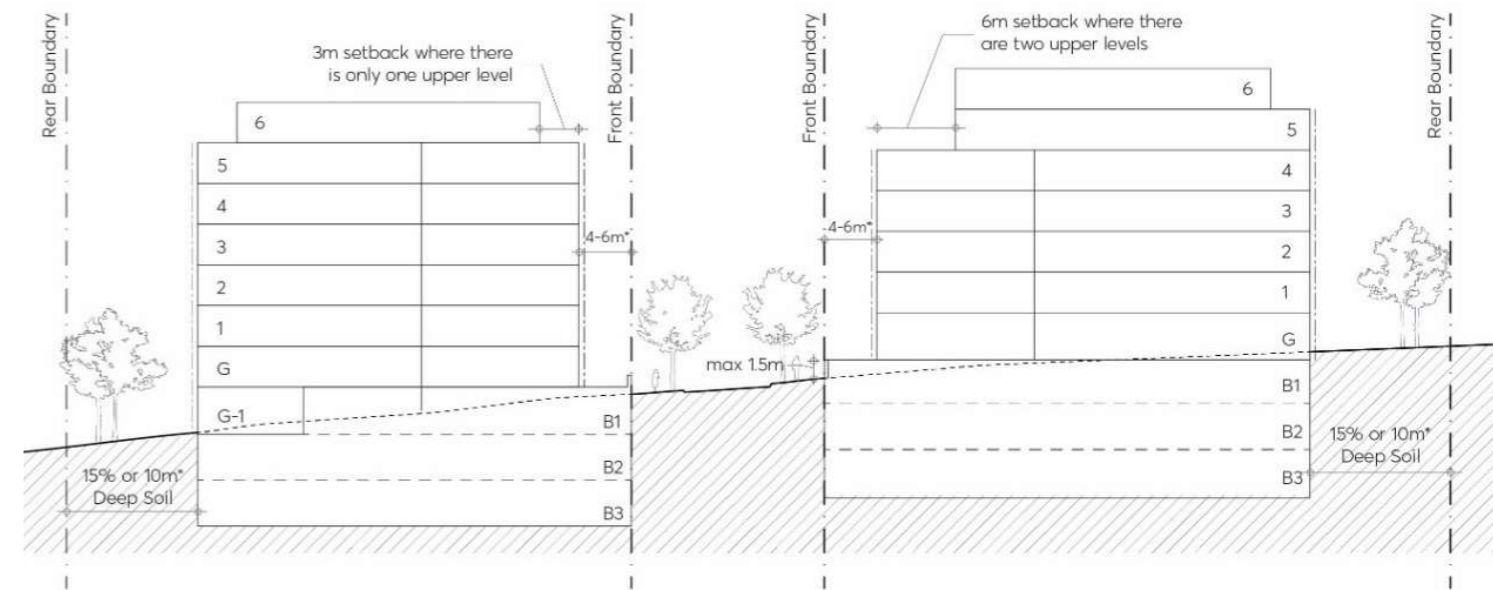 Rear Boundary
3m setback where there
is only one upper level
Front Boundary
6
5
4
3
2
1
G
G-1
4-6m*
B1
B2
B3
15% or 10m*
Deep Soil
Front Boundary
6m setback where there
are two upper levels
Rear Boundary
6
5
4
3
2
1
G
4-6m*
max 1.5m
B1
B2
B3
15% or 10m*
Deep Soil